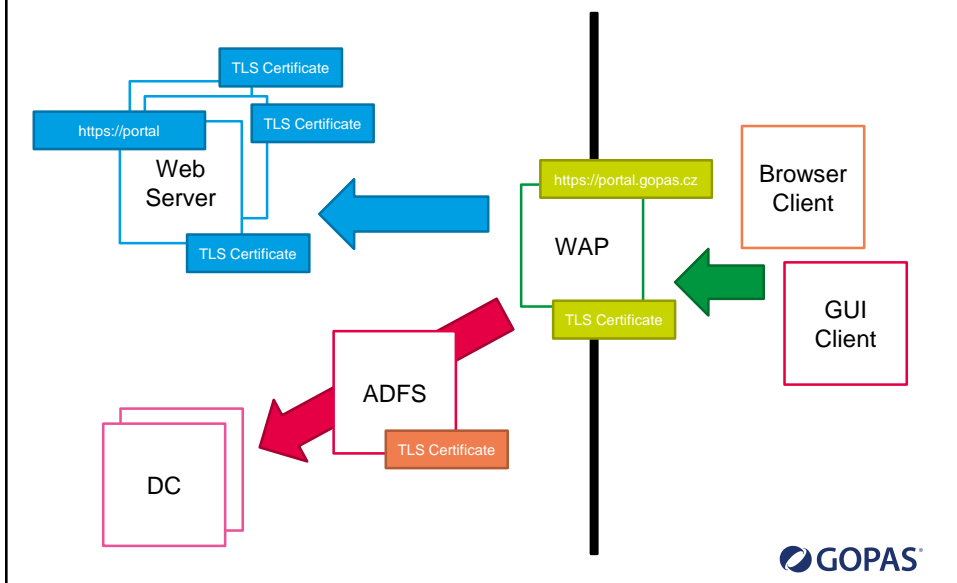 TLS Certificate
https://portal
TLS Certificate
Web
Server
TLS Certificate
https://portal.gopas.cz
WAP
TLS Certificate
Browser
Client
GUI
Client
ADFS
TLS Certificate
DC
GOPAS